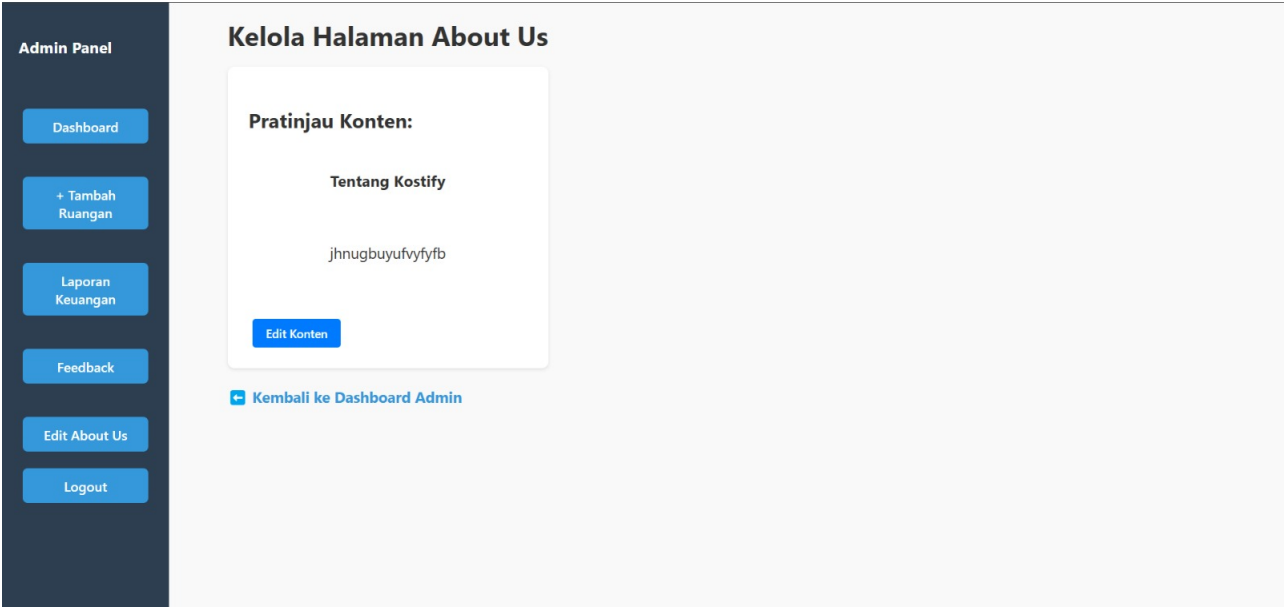 Admin Panel
Dashboard
+ Tambah
Ruangan
Laporan
Keuangan
Feedback
Edit About Us
Logout
Kelola Halaman About Us
Pratinjau Konten:
Tentang Kostify
jhnugbuyufvyfyfb
Edit Konten
Kembali ke Dashboard Admin